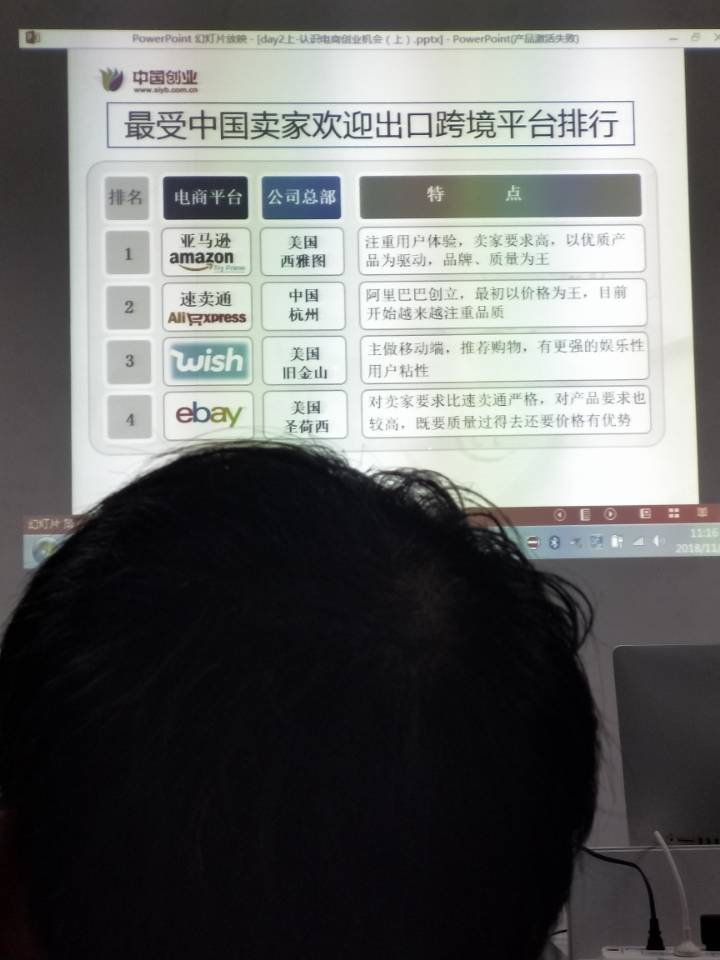 PowerPoint 幻灯片放映 - [day2上-认识电商创业机会（上）.pptx] - PowerPoint(产品激活失败)
中国创业
www.siyb.com.cn
最受中国卖家欢迎出口跨境平台排行
排名 电商平台 公司总部 特 点
1 亚马逊 amazon Try Prime 美国 西雅图 注重用户体验，卖家要求高，以优质产
品为驱动，品牌、质量为王
2 速卖通 AliExpress 中国 杭州 阿里巴巴创立，最初以价格为王，目前
开始越来越注重品质
3 wish 美国 旧金山 主做移动端，推荐购物，有更强的娱乐性
用户粘性
4 ebay 美国 圣荷西 对卖家要求比速卖通严格，对产品要求也
较高，既要质量过得去还要价格有优势
幻灯片 第
11:16
2018/11/